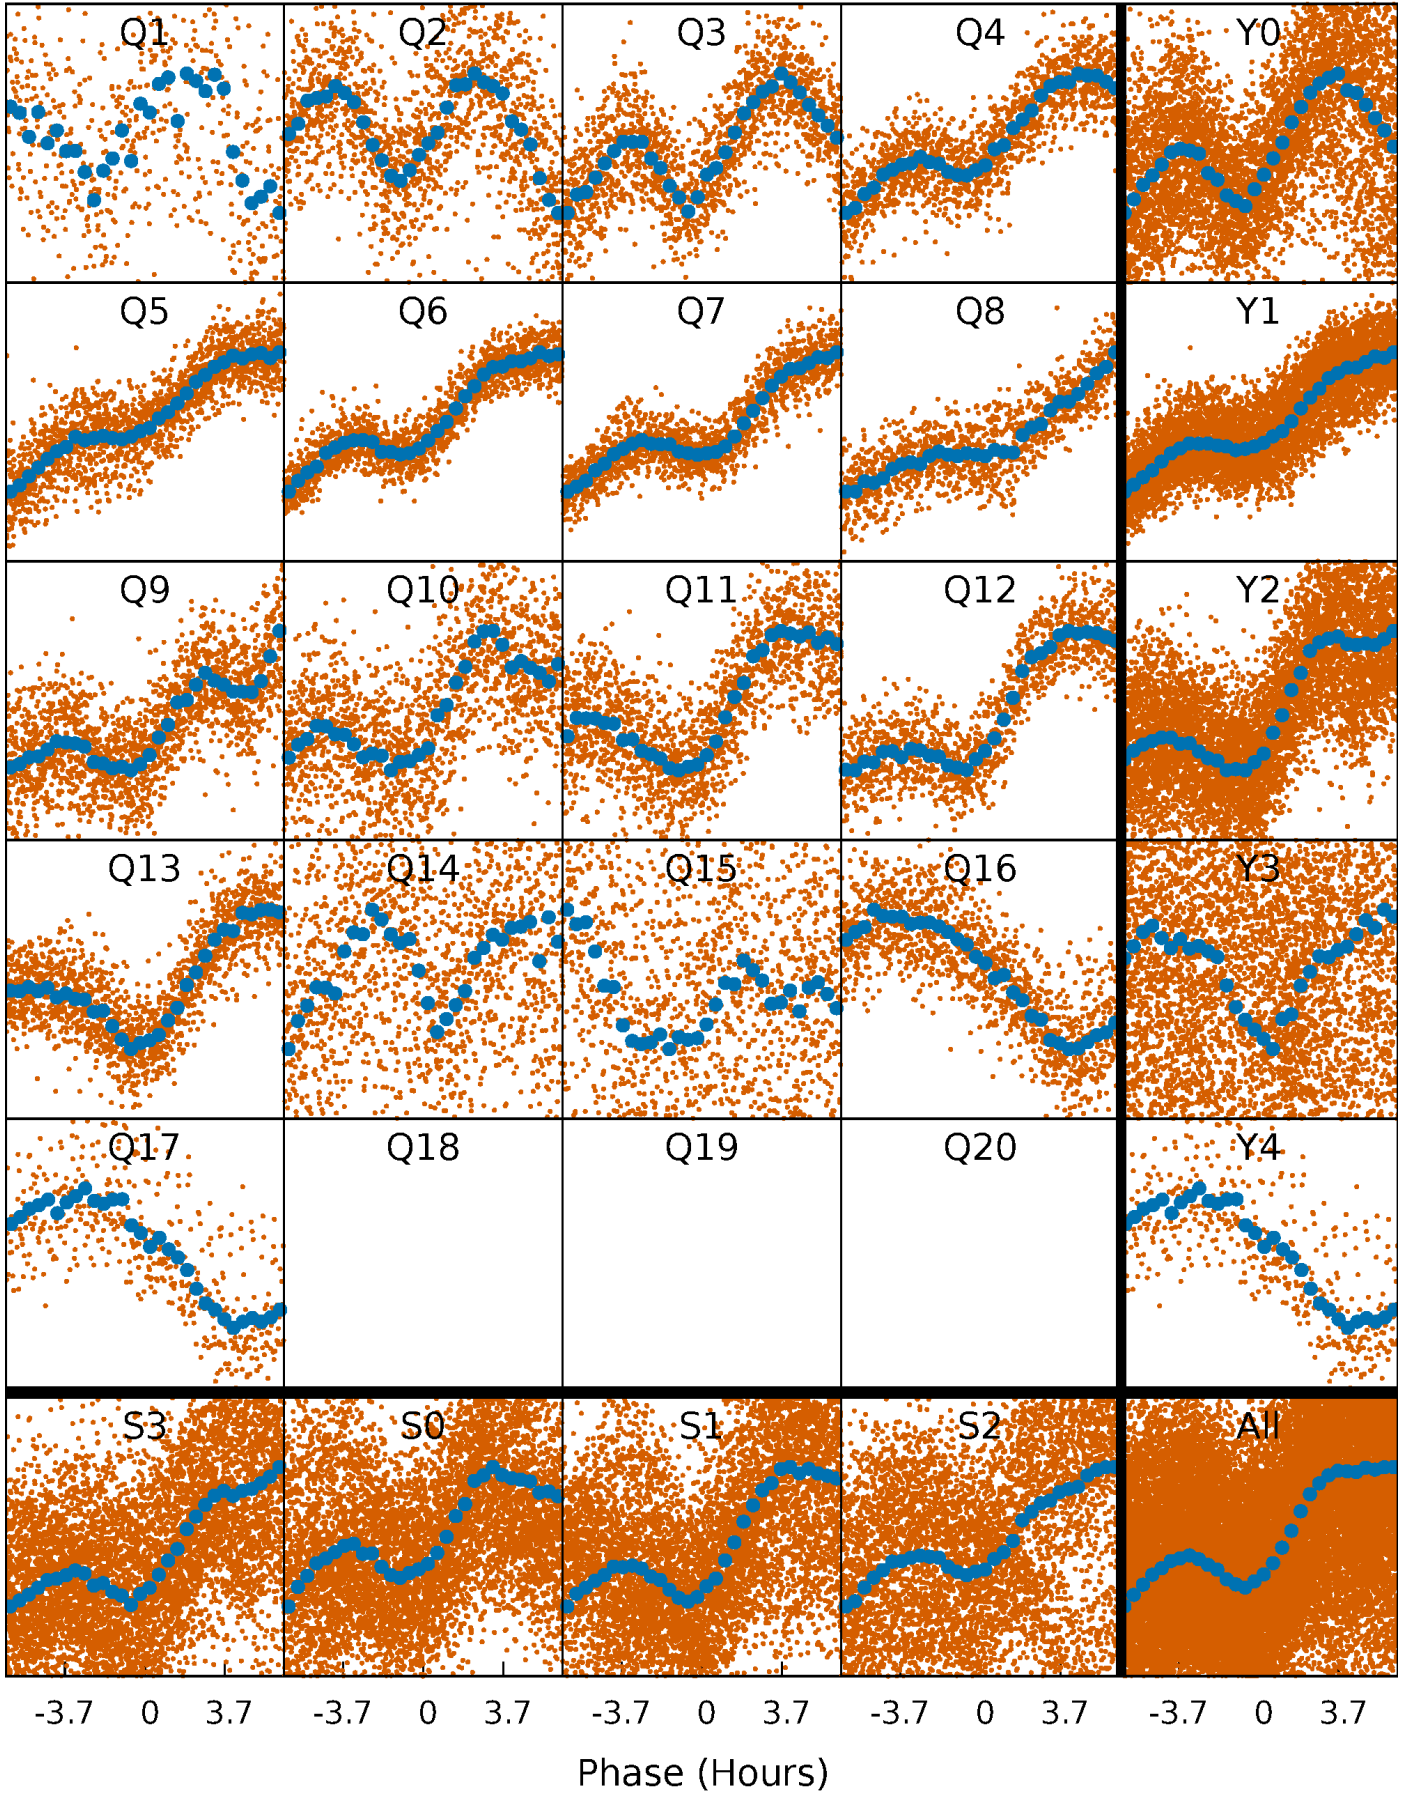 Q1 Q2 Q3 Q4 Y0
Q5 Q6 Q7 Q8 Y1
Q9 Q10 Q11 Q12 Y2
Q13 Q14 Q15 Q16 Y3
Q17 Q18 Q19 Q20 Y4
S3 S0 S1 S2 All
-3.7 0 3.7 -3.7 0 3.7 -3.7 0 3.7 -3.7 0 3.7 -3.7 0 3.7
Phase (Hours)